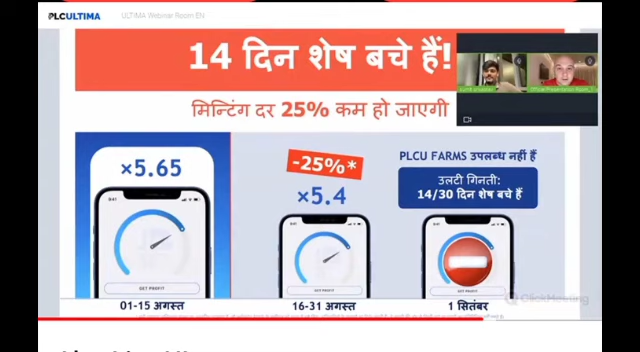 PLCULTIMA
ULTIMA Webinar Room EN
14 दिन शेष बचे हैं!
मिन्टिंग दर 25% कम हो जाएगी
×5.65
-25%*
×5.4
PLCU FARMS उपलब्ध नहीं हैं
उलटी गिनती:
14/30 दिन शेष बचे हैं
GET PROFIT
GET PROFIT
GET PROFIT
01-15 अगस्त
16-31 अगस्त
1 सितंबर
ClickMeeting